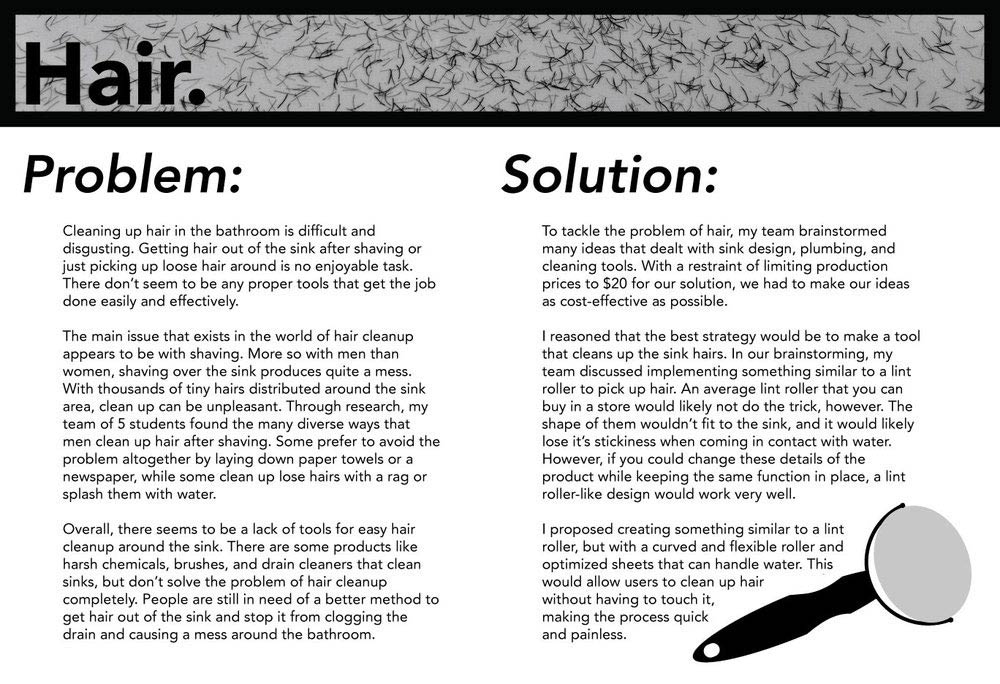 Hair.
Problem:
Cleaning up hair in the bathroom is difficult and
disgusting. Getting hair out of the sink after shaving or
just picking up loose hair around is no enjoyable task.
There don’t seem to be any proper tools that get the job
done easily and effectively.
The main issue that exists in the world of hair cleanup
appears to be with shaving. More so with men than
women, shaving over the sink produces quite a mess.
With thousands of tiny hairs distributed around the sink
area, clean up can be unpleasant. Through research, my
team of 5 students found the many diverse ways that
men clean up hair after shaving. Some prefer to avoid the
problem altogether by laying down paper towels or a
newspaper, while some clean up lose hairs with a rag or
splash them with water.
Overall, there seems to be a lack of tools for easy hair
cleanup around the sink. There are some products like
harsh chemicals, brushes, and drain cleaners that clean
sinks, but don’t solve the problem of hair cleanup
completely. People are still in need of a better method to
get hair out of the sink and stop it from clogging the
drain and causing a mess around the bathroom.
Solution:
To tackle the problem of hair, my team brainstormed
many ideas that dealt with sink design, plumbing, and
cleaning tools. With a restraint of limiting production
prices to $20 for our solution, we had to make our ideas
as cost-effective as possible.
I reasoned that the best strategy would be to make a tool
that cleans up the sink hairs. In our brainstorming, my
team discussed implementing something similar to a lint
roller to pick up hair. An average lint roller that you can
buy in a store would likely not do the trick, however. The
shape of them wouldn’t fit to the sink, and it would likely
lose it’s stickiness when coming in contact with water.
However, if you could change these details of the
product while keeping the same function in place, a lint
roller-like design would work very well.
I proposed creating something similar to a lint
roller, but with a curved and flexible roller and
optimized sheets that can handle water. This
would allow users to clean up hair
without having to touch it,
making the process quick
and painless.